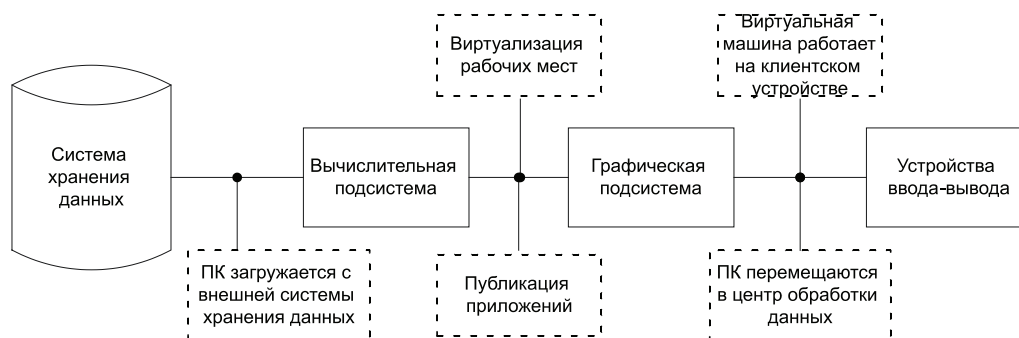 Виртуализация
рабочих мест
Виртуальная
машина работает
на клиентском
устройстве
Система
хранения
данных
Вычислительная
подсистема
Графическая
подсистема
Устройства
ввода-вывода
ПК загружается с
внешней системы
хранения данных
Публикация
приложений
ПК перемещаются
в центр обработки
данных